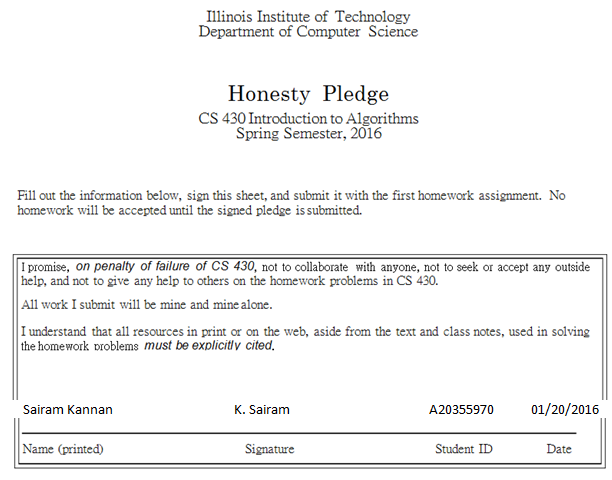 Illinois Institute of Technology
Department of Computer Science
Honesty Pledge
CS 430 Introduction to Algorithms
Spring Semester, 2016
Fill out the information below, sign this sheet, and submit it with the first homework assignment. No
homework will be accepted until the signed pledge is submitted.
I promise, on penalty of failure of CS 430, not to collaborate with anyone, not to seek or accept any outside
help, and not to give any help to others on the homework problems in CS 430.
All work I submit will be mine and mine alone.
I understand that all resources in print or on the web, aside from the text and class notes, used in solving
the homework problems must be explicitly cited.
Sairam Kannan K. Sairam A20355970 01/20/2016
Name (printed) Signature Student ID Date